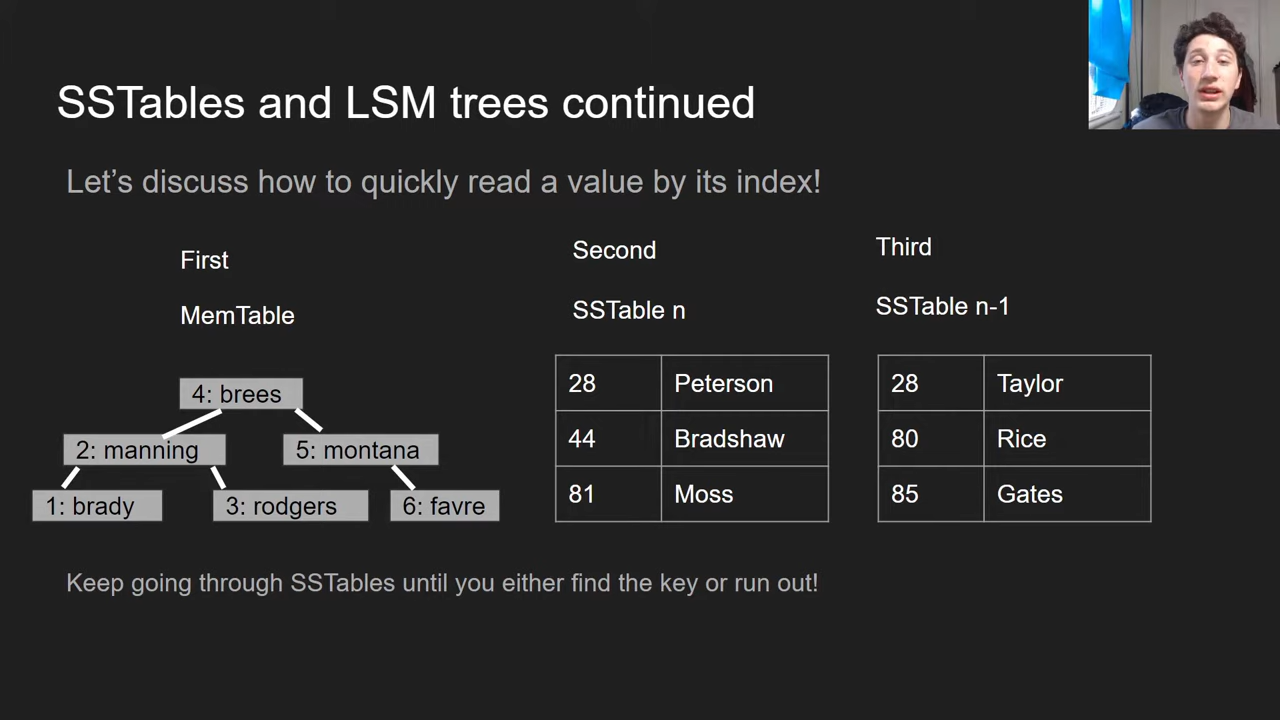 SSTables and LSM trees continued
Let's discuss how to quickly read a value by its index!
First
MemTable
4: brees
2: manning
5: montana
1: brady
3: rodgers
6: favre
Second
SSTable n
28 Peterson
44 Bradshaw
81 Moss
Third
SSTable n-1
28 Taylor
80 Rice
85 Gates
Keep going through SSTables until you either find the key or run out!